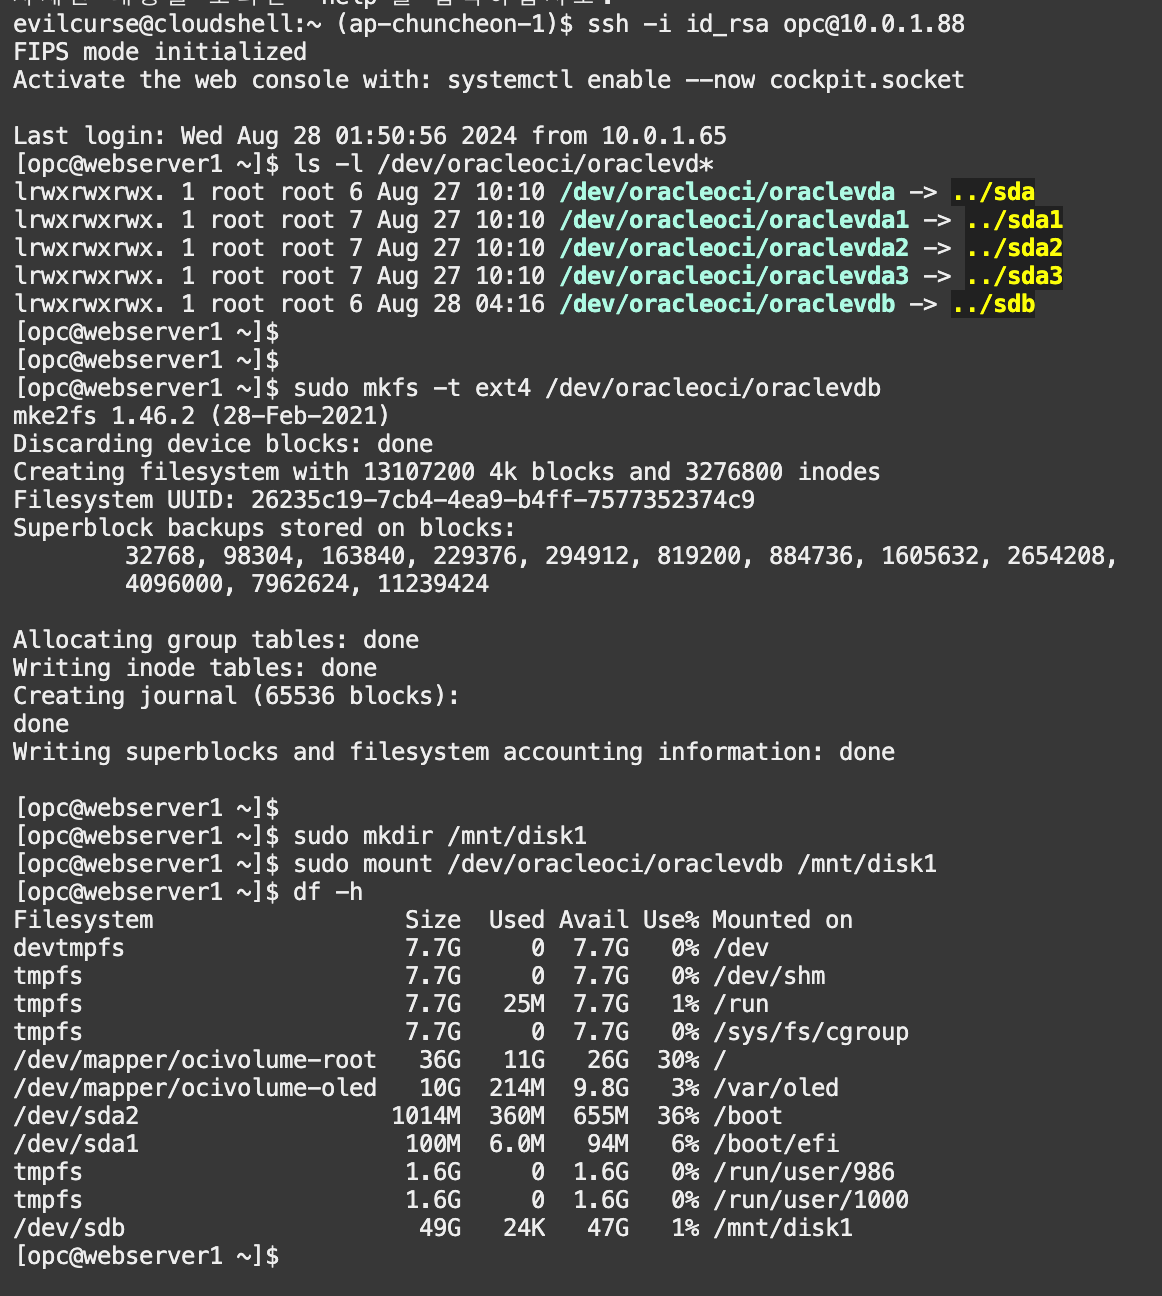 evilcurse@cloudshell:~ (ap-chuncheon-1)$ ssh -i id_rsa opc@10.0.1.88
FIPS mode initialized
Activate the web console with: systemctl enable --now cockpit.socket
Last login: Wed Aug 28 01:50:56 2024 from 10.0.1.65
[opc@webserver1 ~]$ ls -l /dev/oracleoci/oraclevd*
lrwxrwxrwx. 1 root root 6 Aug 27 10:10 /dev/oracleoci/oraclevda -> ../sda
lrwxrwxrwx. 1 root root 7 Aug 27 10:10 /dev/oracleoci/oraclevda1 -> ../sda1
lrwxrwxrwx. 1 root root 7 Aug 27 10:10 /dev/oracleoci/oraclevda2 -> ../sda2
lrwxrwxrwx. 1 root root 7 Aug 27 10:10 /dev/oracleoci/oraclevda3 -> ../sda3
lrwxrwxrwx. 1 root root 6 Aug 28 04:16 /dev/oracleoci/oraclevdb -> ../sdb
[opc@webserver1 ~]$
[opc@webserver1 ~]$
[opc@webserver1 ~]$ sudo mkfs -t ext4 /dev/oracleoci/oraclevdb
mke2fs 1.46.2 (28-Feb-2021)
Discarding device blocks: done
Creating filesystem with 13107200 4k blocks and 3276800 inodes
Filesystem UUID: 26235c19-7cb4-4ea9-b4ff-7577352374c9
Superblock backups stored on blocks:
32768, 98304, 163840, 229376, 294912, 819200, 884736, 1605632, 2654208,
4096000, 7962624, 11239424
Allocating group tables: done
Writing inode tables: done
Creating journal (65536 blocks):
done
Writing superblocks and filesystem accounting information: done
[opc@webserver1 ~]$
[opc@webserver1 ~]$ sudo mkdir /mnt/disk1
[opc@webserver1 ~]$ sudo mount /dev/oracleoci/oraclevdb /mnt/disk1
[opc@webserver1 ~]$ df -h
Filesystem Size Used Avail Use% Mounted on
devtmpfs 7.7G 0 7.7G 0% /dev
tmpfs 7.7G 0 7.7G 0% /dev/shm
tmpfs 7.7G 25M 7.7G 1% /run
tmpfs 7.7G 0 7.7G 0% /sys/fs/cgroup
/dev/mapper/ocivolume-root 36G 11G 26G 30% /
/dev/mapper/ocivolume-oled 10G 214M 9.8G 3% /var/oled
/dev/sda2 1014M 360M 655M 36% /boot
/dev/sda1 100M 6.0M 94M 6% /boot/efi
tmpfs 1.6G 0 1.6G 0% /run/user/986
tmpfs 1.6G 0 1.6G 0% /run/user/1000
/dev/sdb 49G 24K 47G 1% /mnt/disk1
[opc@webserver1 ~]$